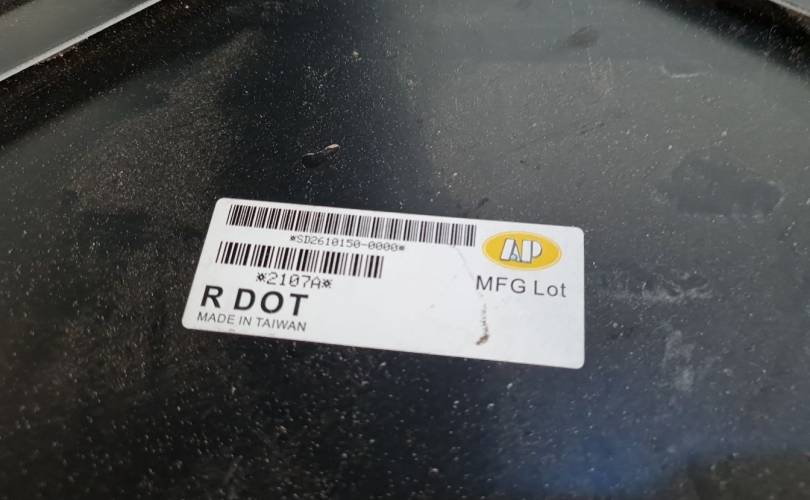 *SD2610150-0000*
AP
*2107A*
MFG Lot
R DOT
MADE IN TAIWAN